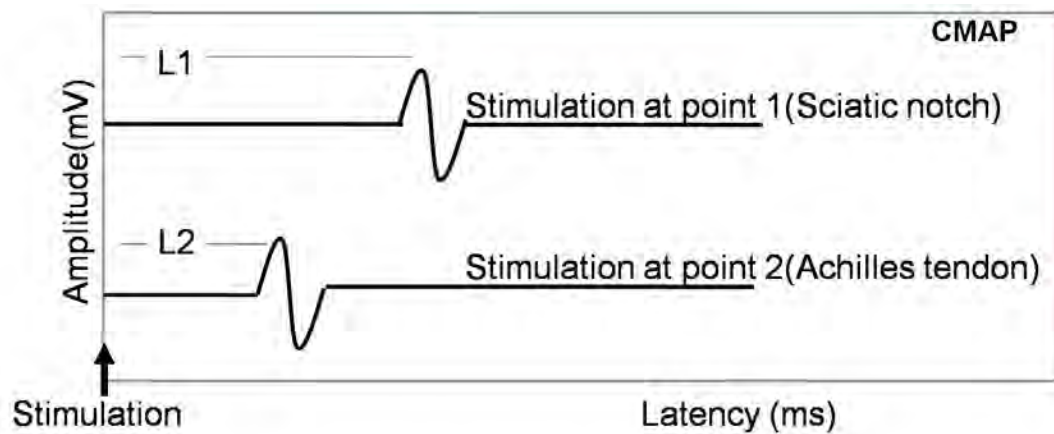 CMAP
L1
Stimulation at point 1(Sciatic notch)
Amplitude(mV)
L2
Stimulation at point 2(Achilles tendon)
Stimulation
Latency (ms)